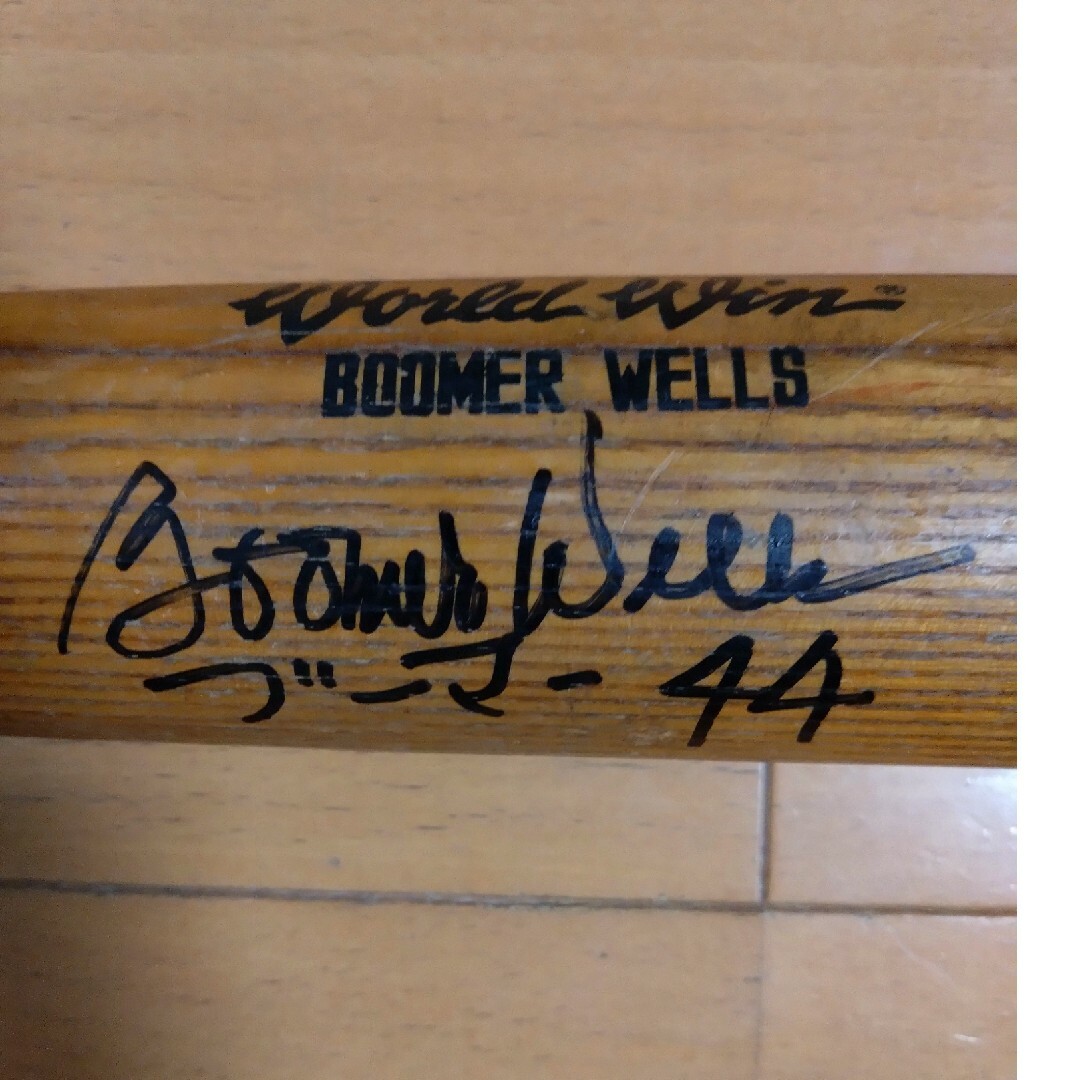 World Win®
BOOMER WELLS
Boomer Wells
ブーマー 44